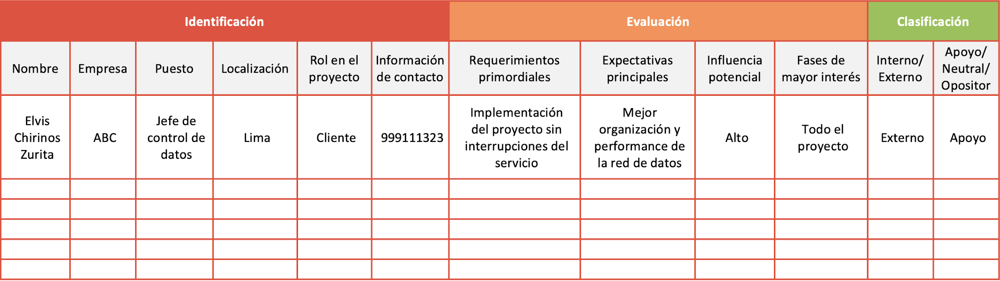 Identificación
Evaluación
Clasificación
Nombre
Empresa
Puesto
Localización
Rol en el
proyecto
Información
de contacto
Requerimientos
primordiales
Expectativas
principales
Influencia
potencial
Fases de
mayor interés
Interno/
Externo
Apoyo/
Neutral/
Opositor
Elvis
Chirinos
Zurita
ABC
Jefe de
control de
datos
Lima
Cliente
999111323
Implementación
del proyecto sin
interrupciones del
servicio
Mejor
organización y
performance de
la red de datos
Alto
Todo el
proyecto
Externo
Apoyo